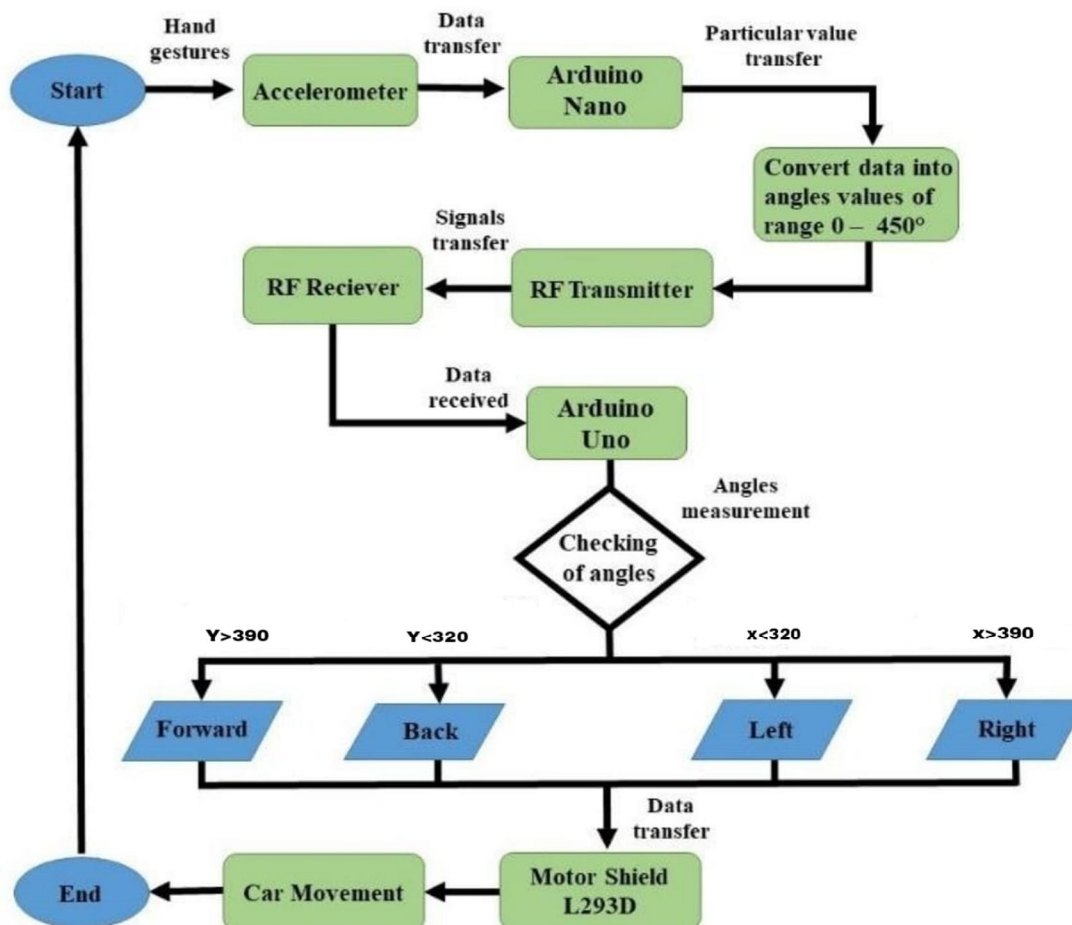 Hand
gestures
Data
transfer
Particular value
transfer
Start
Accelerometer
Arduino
Nano
Convert data into
angles values of
range 0 – 450°
Signals
transfer
RF Reciever
RF Transmitter
Data
received
Arduino
Uno
Angles
measurement
Checking
of angles
Y>390
Y<320
x<320
x>390
Forward
Back
Left
Right
Data
transfer
End
Car Movement
Motor Shield
L293D